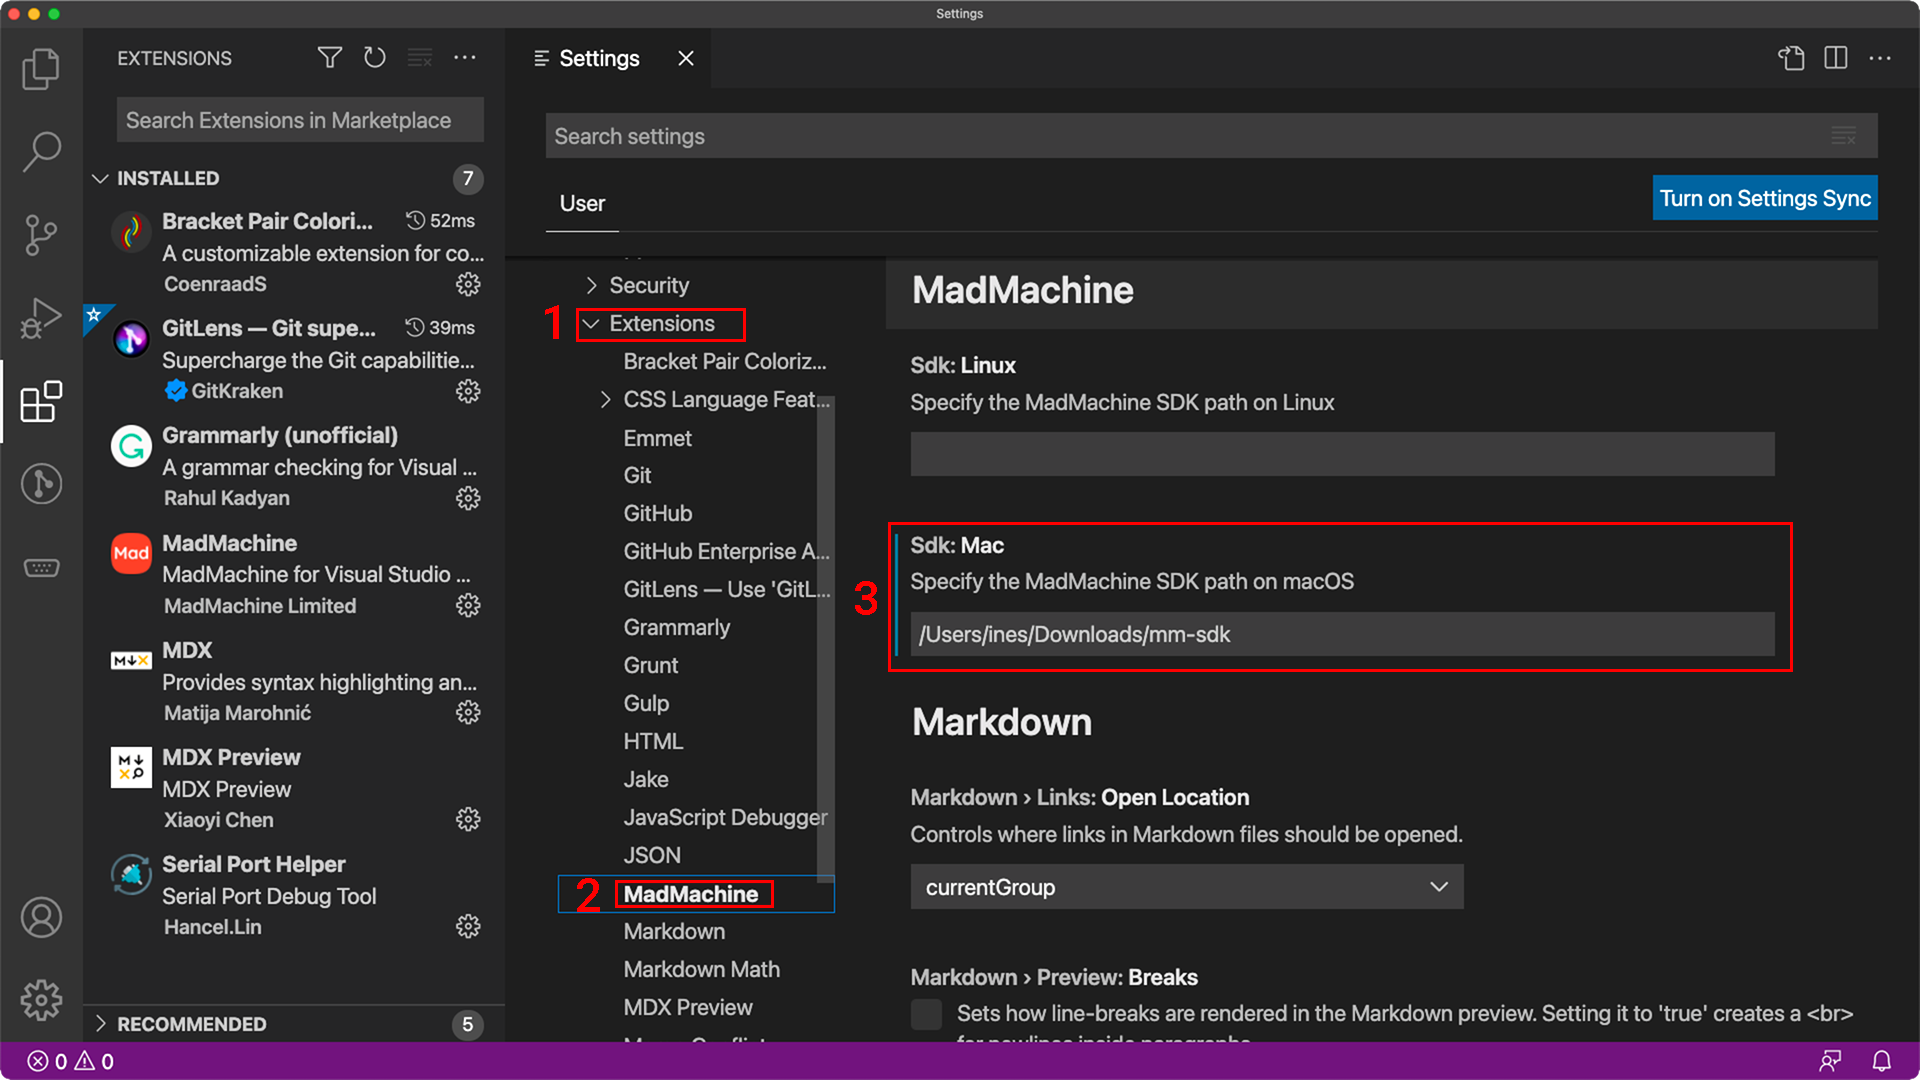 Settings
EXTENSIONS
Search Extensions in Marketplace
INSTALLED
7
Bracket Pair Colori...
52ms
A customizable extension for co...
CoenraadS
GitLens — Git supe...
39ms
Supercharge the Git capabilitie...
GitKraken
Grammarly (unofficial)
A grammar checking for Visual ...
Rahul Kadyan
Mad
MadMachine
MadMachine for Visual Studio ...
MadMachine Limited
M↓X
MDX
Provides syntax highlighting an...
Matija Marohnić
MDX Preview
MDX Preview
Xiaoyi Chen
Serial Port Helper
Serial Port Debug Tool
Hancel.Lin
RECOMMENDED
5
Settings
Search settings
User
Turn on Settings Sync
Security
1
Extensions
Bracket Pair Coloriz...
CSS Language Feat...
Emmet
Git
GitHub
GitHub Enterprise A...
GitLens — Use 'GitL...
Grammarly
Grunt
Gulp
HTML
Jake
JavaScript Debugger
JSON
2
MadMachine
Markdown
Markdown Math
MDX Preview
MadMachine
Sdk: Linux
Specify the MadMachine SDK path on Linux
3
Sdk: Mac
Specify the MadMachine SDK path on macOS
/Users/ines/Downloads/mm-sdk
Markdown
Markdown › Links: Open Location
Controls where links in Markdown files should be opened.
currentGroup
Markdown › Preview: Breaks
Sets how line-breaks are rendered in the Markdown preview. Setting it to 'true' creates a <br>
for newlines inside paragraphs.
0
0